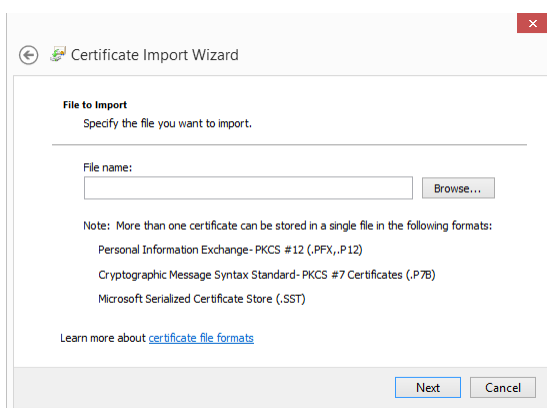 Certificate Import Wizard
File to Import
Specify the file you want to import.
File name:
Browse...
Note: More than one certificate can be stored in a single file in the following formats:
Personal Information Exchange- PKCS #12 (.PFX,.P12)
Cryptographic Message Syntax Standard- PKCS #7 Certificates (.P7B)
Microsoft Serialized Certificate Store (.SST)
Learn more about certificate file formats
Next Cancel